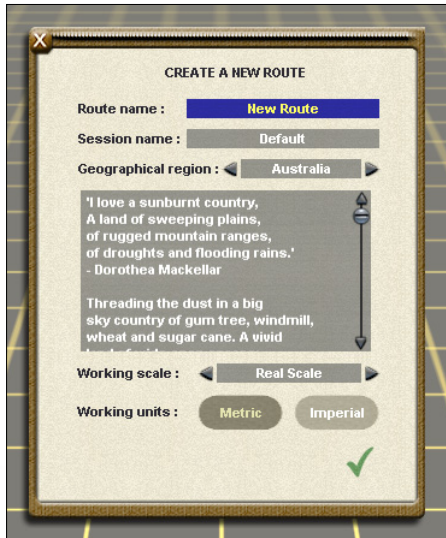 X
CREATE A NEW ROUTE
Route name : New Route
Session name : Default
Geographical region : Australia
'I love a sunburnt country,
A land of sweeping plains,
of rugged mountain ranges,
of droughts and flooding rains.'
- Dorothea Mackellar
Threading the dust in a big
sky country of gum tree, windmill,
wheat and sugar cane. A vivid
Working scale : Real Scale
Working units : Metric Imperial